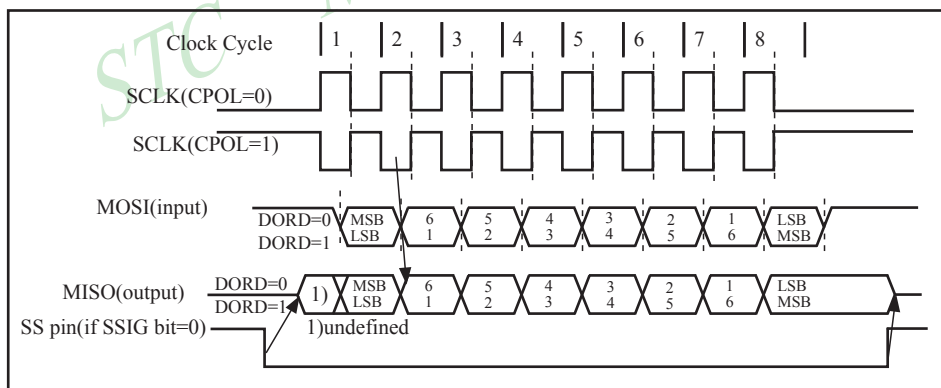 STC
Clock Cycle 1 2 3 4 5 6 7 8
SCLK(CPOL=0)
SCLK(CPOL=1)
MOSI(input)
DORD=0 MSB 6 5 4 3 2 1 LSB
DORD=1 LSB 1 2 3 4 5 6 MSB
MISO(output)
DORD=0 1) MSB 6 5 4 3 2 1 LSB
DORD=1 LSB 1 2 3 4 5 6 MSB
SS pin(if SSIG bit=0) 1)undefined